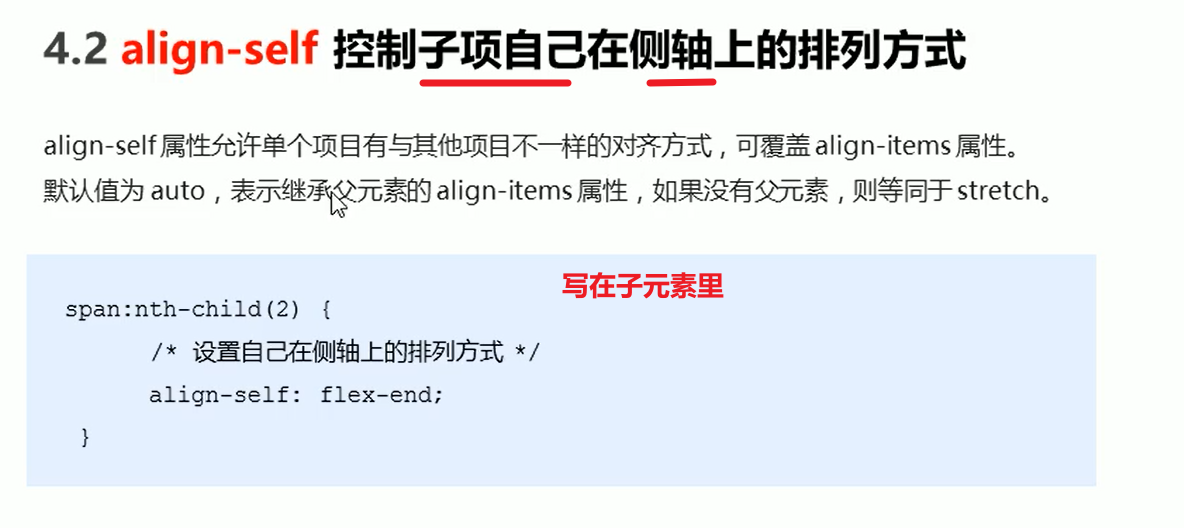 4.2 align-self 控制子项自己在侧轴上的排列方式
align-self 属性允许单个项目有与其他项目不一样的对齐方式，可覆盖 align-items 属性。
默认值为 auto，表示继承父元素的 align-items 属性，如果没有父元素，则等同于 stretch。
写在子元素里
span:nth-child(2) {
/* 设置自己在侧轴上的排列方式 */
align-self: flex-end;
}